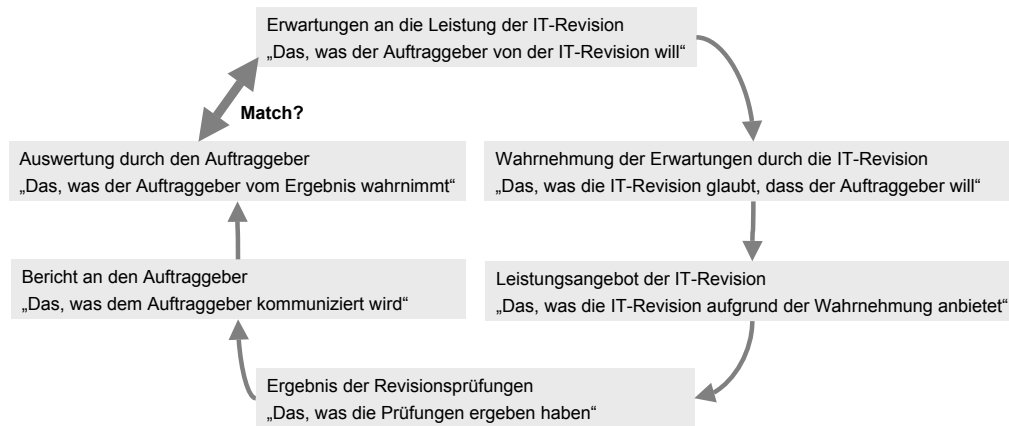 Erwartungen an die Leistung der IT-Revision
„Das, was der Auftraggeber von der IT-Revision will“
Match?
Auswertung durch den Auftraggeber
„Das, was der Auftraggeber vom Ergebnis wahrnimmt“
Wahrnehmung der Erwartungen durch die IT-Revision
„Das, was die IT-Revision glaubt, dass der Auftraggeber will“
Bericht an den Auftraggeber
„Das, was dem Auftraggeber kommuniziert wird“
Leistungsangebot der IT-Revision
„Das, was die IT-Revision aufgrund der Wahrnehmung anbietet“
Ergebnis der Revisionsprüfungen
„Das, was die Prüfungen ergeben haben“